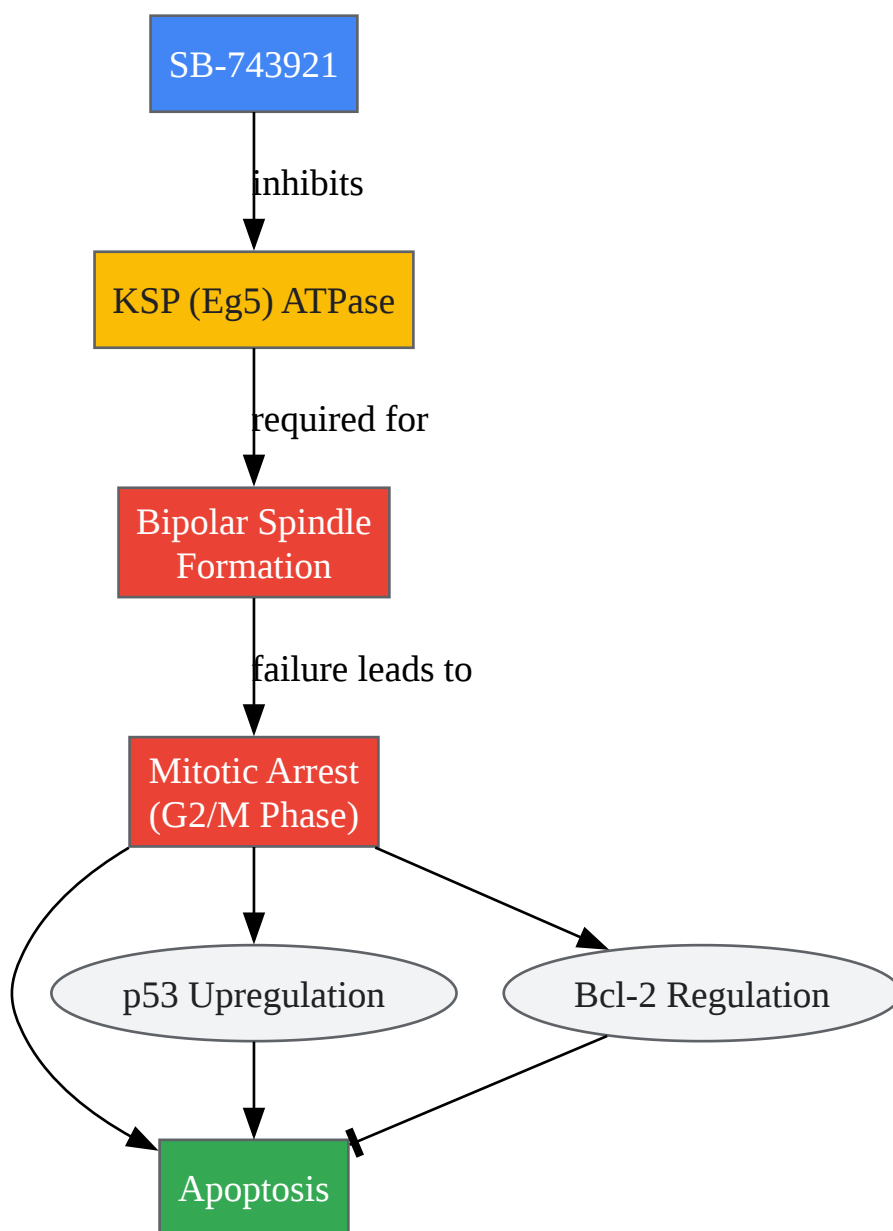 SB-743921
inhibits
KSP (Eg5) ATPase
required for
Bipolar Spindle
Formation
failure leads to
Mitotic Arrest
(G2/M Phase)
p53 Upregulation
Bcl-2 Regulation
Apoptosis